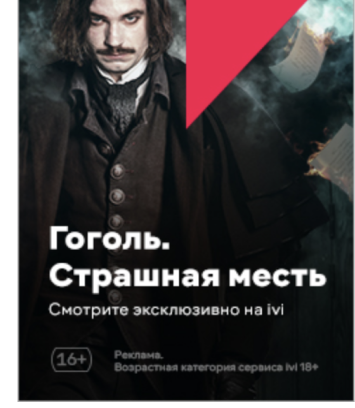 Гоголь.
Страшная месть
Смотрите эксклюзивно на ivi
16+
Реклама.
Возрастная категория сервиса ivi 18+